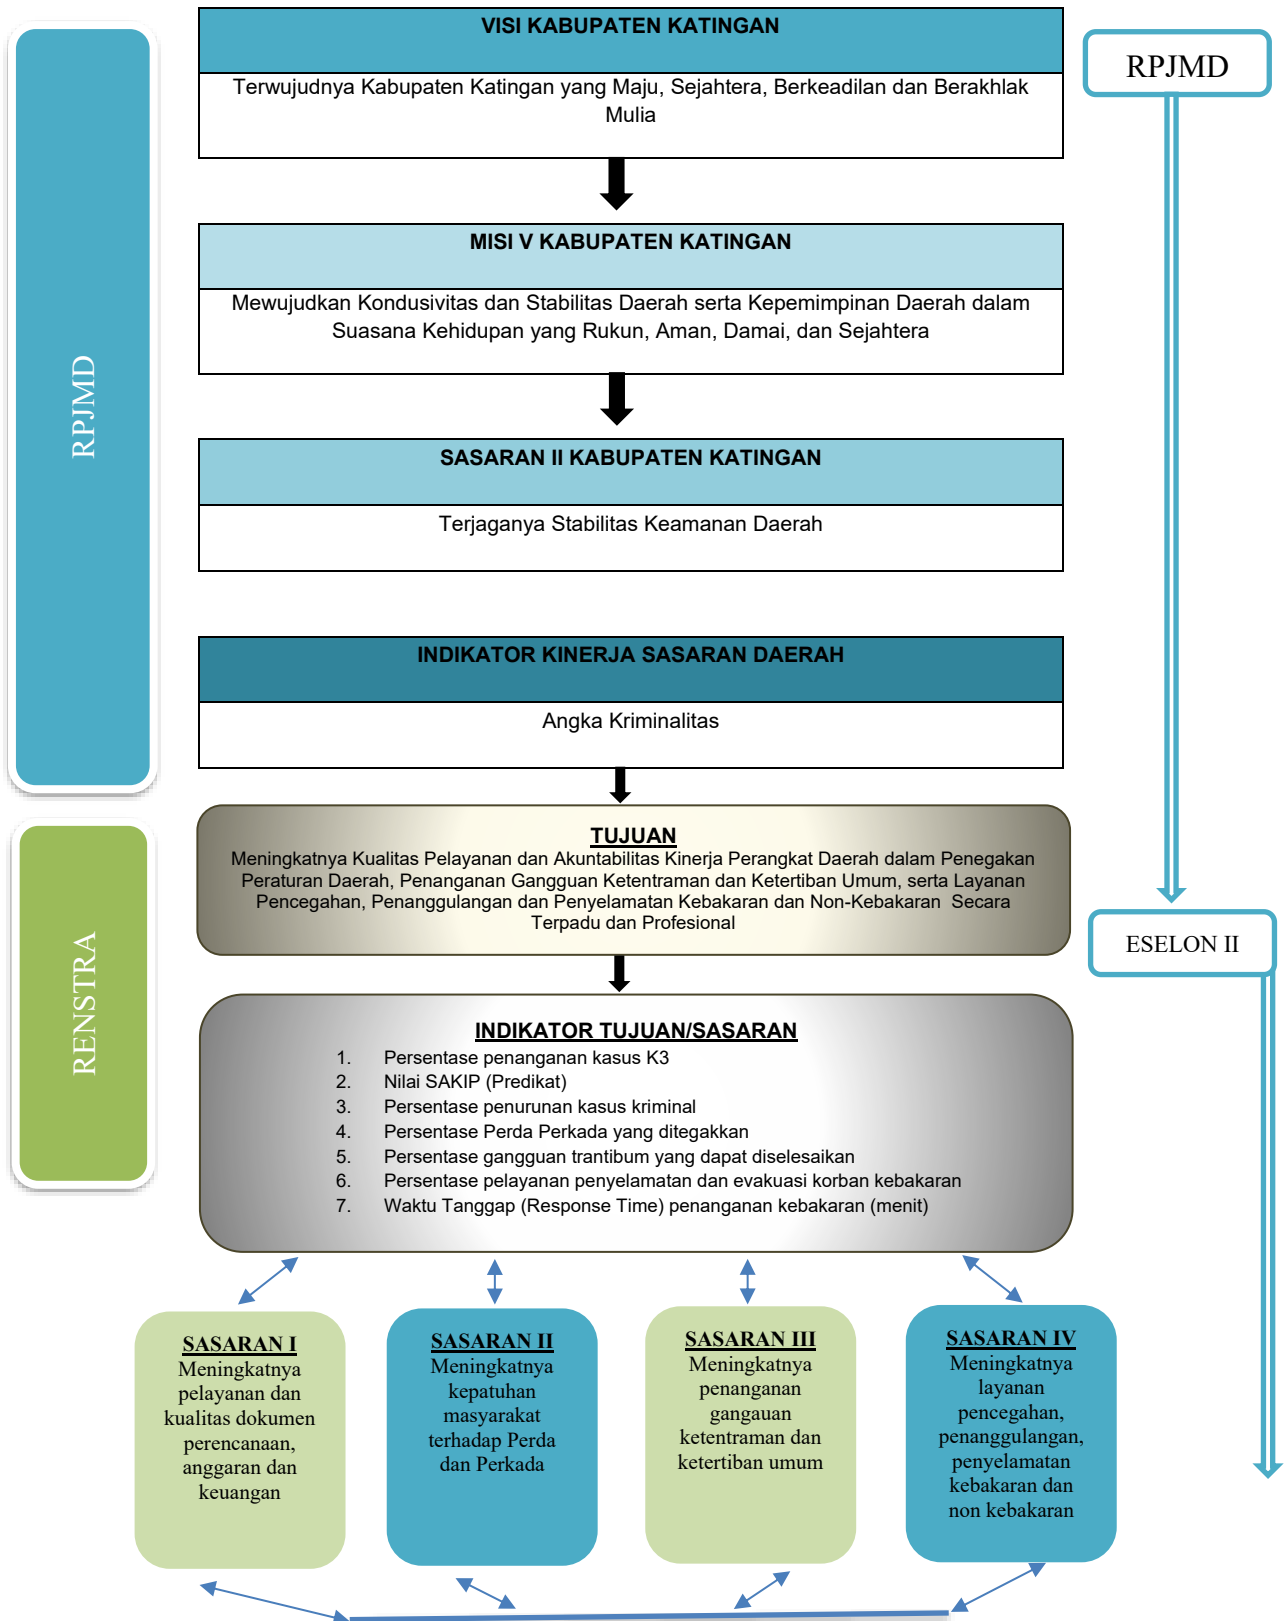 VISI KABUPATEN KATINGAN
Terwujudnya Kabupaten Katingan yang Maju, Sejahtera, Berkeadilan dan Berakhlak
Mulia
RPJMD
MISI V KABUPATEN KATINGAN
Mewujudkan Kondusivitas dan Stabilitas Daerah serta Kepemimpinan Daerah dalam
Suasana Kehidupan yang Rukun, Aman, Damai, dan Sejahtera
RPJMD
SASARAN II KABUPATEN KATINGAN
Terjaganya Stabilitas Keamanan Daerah
INDIKATOR KINERJA SASARAN DAERAH
Angka Kriminalitas
TUJUAN
Meningkatnya Kualitas Pelayanan dan Akuntabilitas Kinerja Perangkat Daerah dalam Penegakan
Peraturan Daerah, Penanganan Gangguan Ketentraman dan Ketertiban Umum, serta Layanan
Pencegahan, Penanggulangan dan Penyelamatan Kebakaran dan Non-Kebakaran Secara
Terpadu dan Profesional
ESELON II
RENSTRA
INDIKATOR TUJUAN/SASARAN
1. Persentase penanganan kasus K3
2. Nilai SAKIP (Predikat)
3. Persentase penurunan kasus kriminal
4. Persentase Perda Perkada yang ditegakkan
5. Persentase gangguan trantibum yang dapat diselesaikan
6. Persentase pelayanan penyelamatan dan evakuasi korban kebakaran
7. Waktu Tanggap (Response Time) penanganan kebakaran (menit)
SASARAN I
Meningkatnya
pelayanan dan
kualitas dokumen
perencanaan,
anggaran dan
keuangan
SASARAN II
Meningkatnya
kepatuhan
masyarakat
terhadap Perda
dan Perkada
SASARAN III
Meningkatnya
penanganan
gangauan
ketentraman dan
ketertiban umum
SASARAN IV
Meningkatnya
layanan
pencegahan,
penanggulangan,
penyelamatan
kebakaran dan
non kebakaran